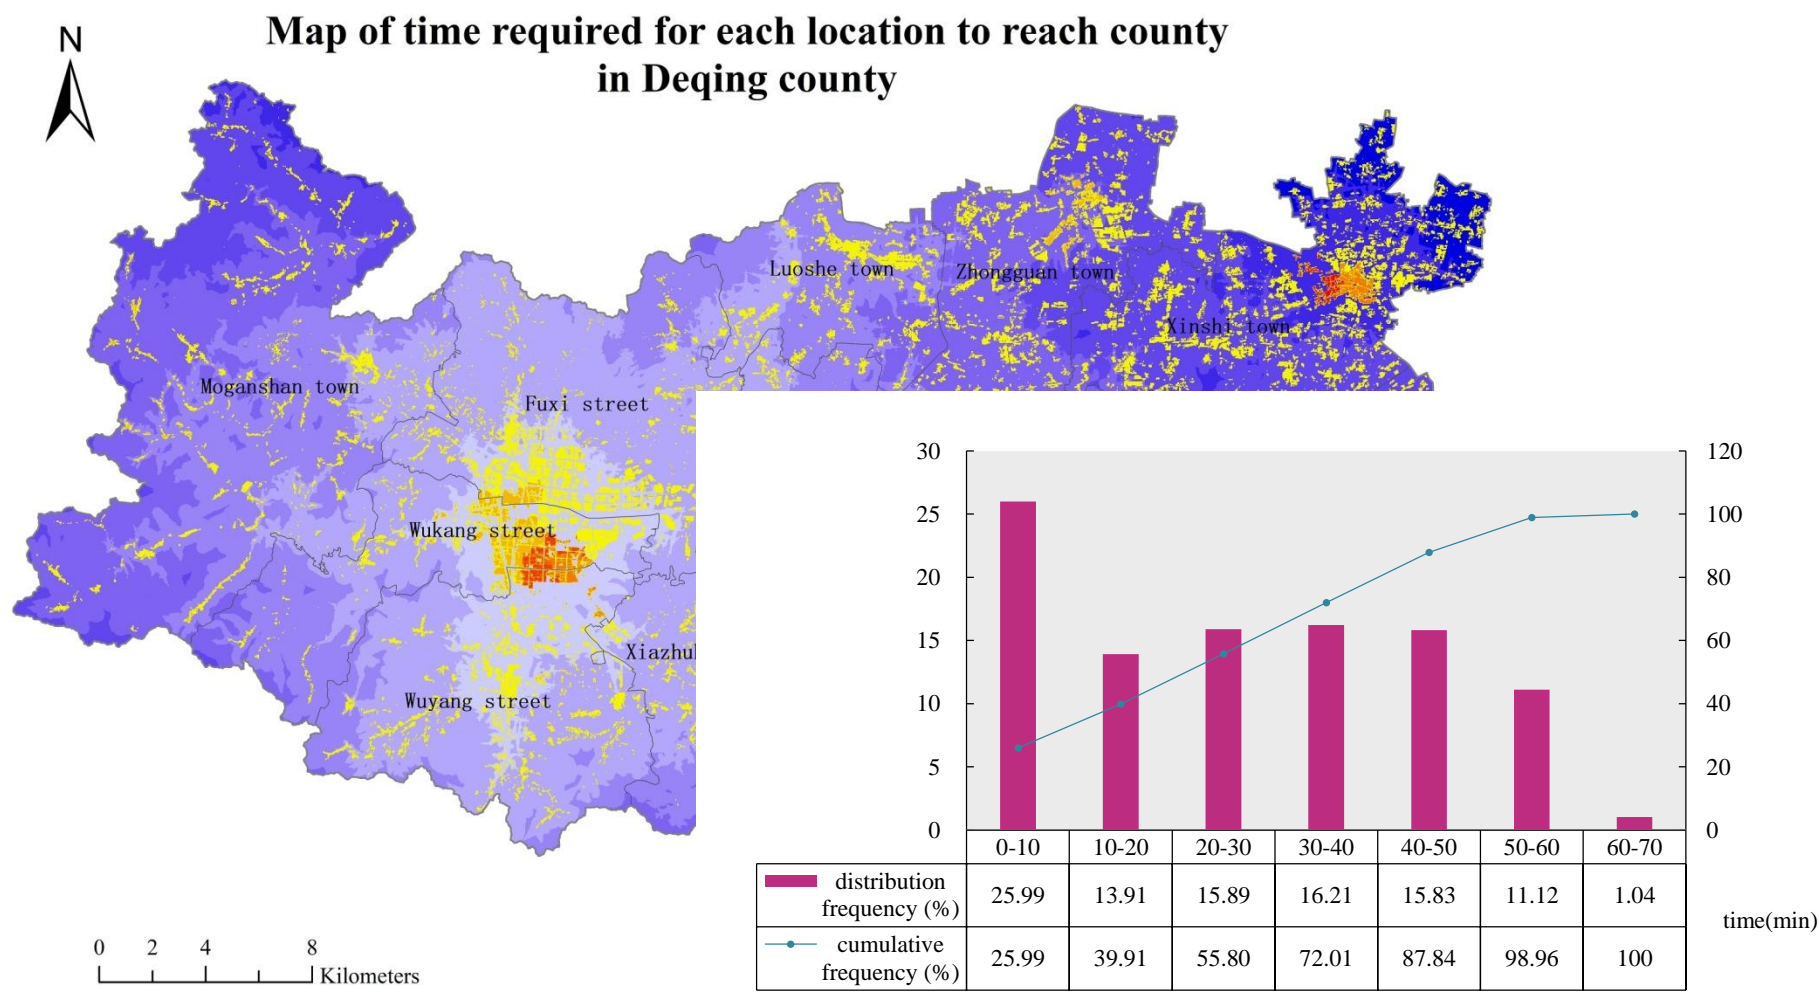 Map of time required for each location to reach county
in Deqing county
N
Luoshe town
Zhongguan town
Xinshi town
Moganshan town
Fuxi street
Wukang street
Xiazhu
Wuyang street
0 2 4 8
Kilometers
30 120
25 100
20 80
15 60
10 40
5 20
0 0
0-10 10-20 20-30 30-40 40-50 50-60 60-70
distribution
frequency (%) 25.99 13.91 15.89 16.21 15.83 11.12 1.04
time(min)
cumulative
frequency (%) 25.99 39.91 55.80 72.01 87.84 98.96 100